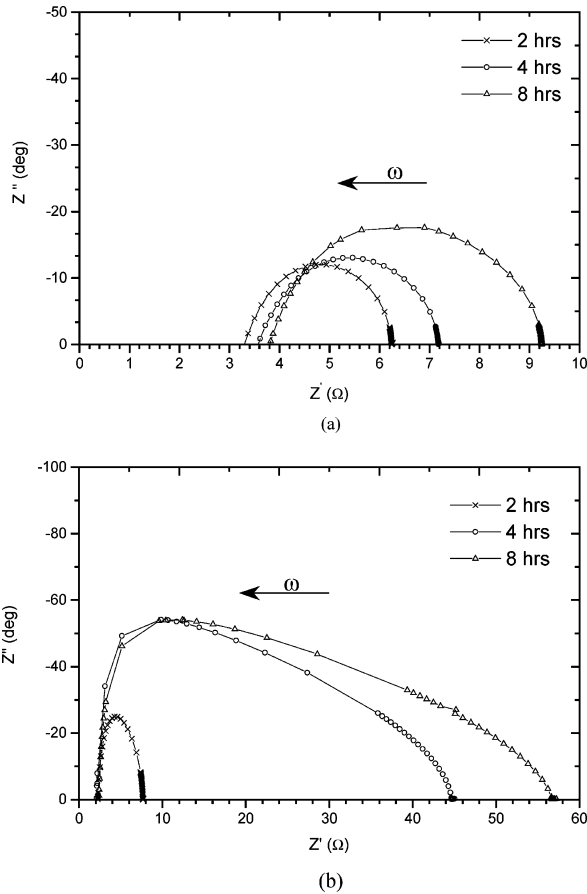 -50
-40
-30
-20
-10
0
Z'' (deg)
2 hrs
4 hrs
8 hrs
ω
0 1 2 3 4 5 6 7 8 9 10
Z' (Ω)
(a)
-100
-80
-60
-40
-20
0
Z'' (deg)
2 hrs
4 hrs
8 hrs
ω
0 10 20 30 40 50 60
Z' (Ω)
(b)